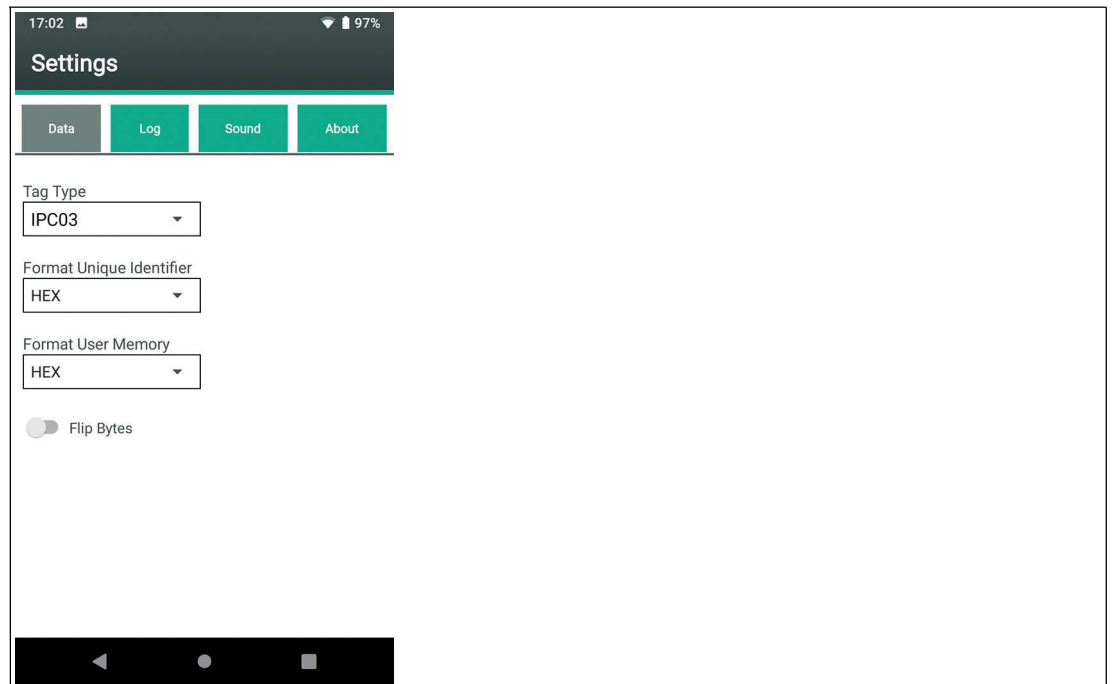 17:02 97%
Settings
Data Log Sound About
Tag Type
IPC03
Format Unique Identifier
HEX
Format User Memory
HEX
Flip Bytes